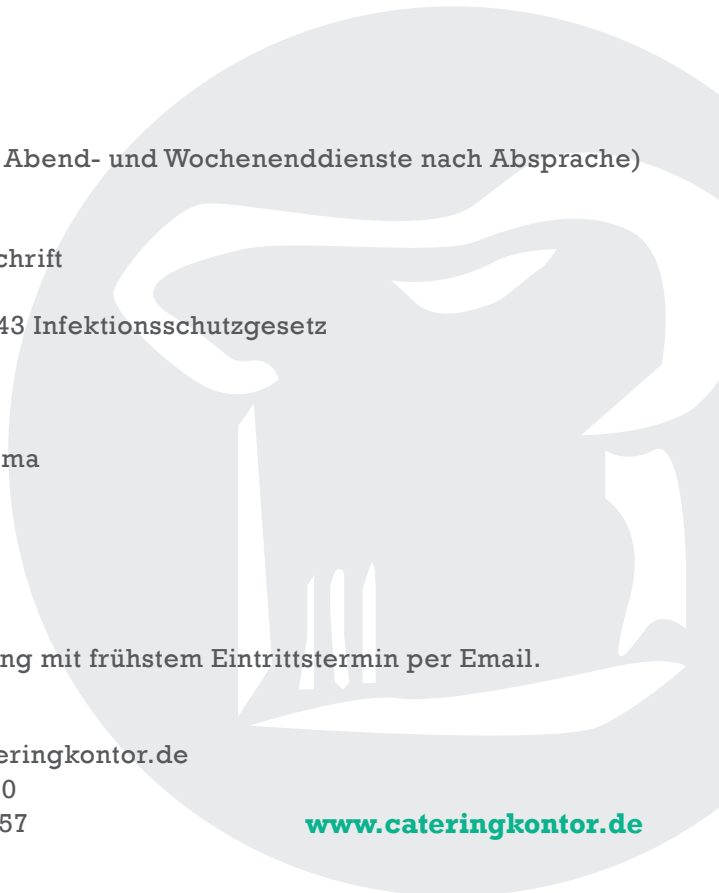 Abend- und Wochenenddienste nach Absprache)
chrift
43 Infektionsschutzgesetz
ma
ng mit frühstem Eintrittstermin per Email.
eringkontor.de
0
57
www.cateringkontor.de